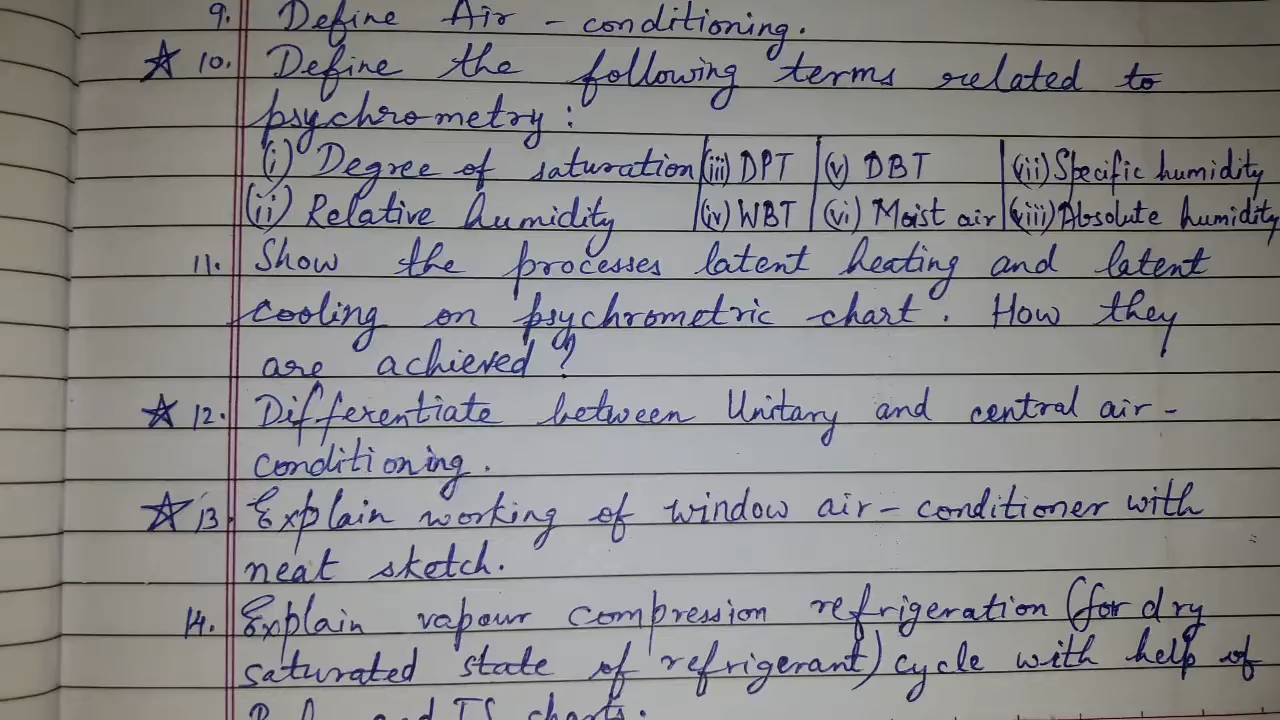 9. Define Air - conditioning.
☆ 10. Define the following terms related to
psychrometry :
(i) Degree of saturation (iii) DPT (v) DBT (vii) Specific humidity
(ii) Relative humidity (iv) WBT (vi) Moist air (viii) Absolute humidity
11. Show the processes latent heating and latent
cooling on psychrometric chart. How they
are achieved?
☆ 12. Differentiate between Unitary and central air-
conditioning.
☆ 13. Explain working of window air-conditioner with
neat sketch.
14. Explain vapour compression refrigeration (for dry
saturated state of refrigerant) cycle with help of
and TS charts.